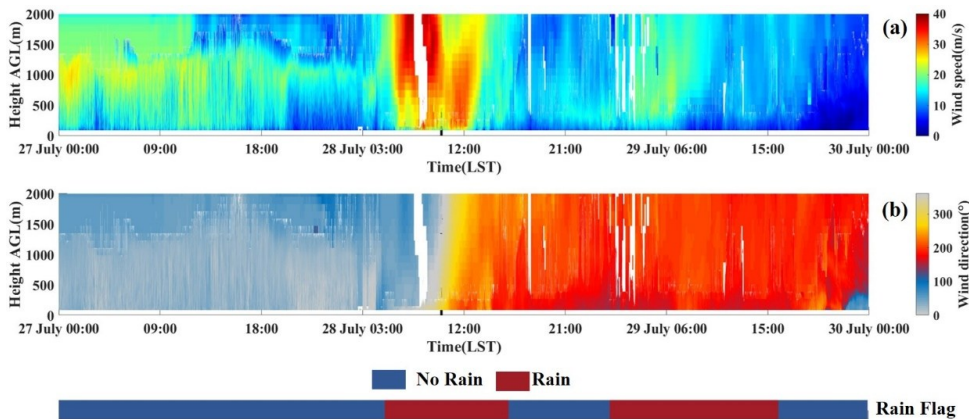 2000
1500
1000
500
0
Height AGL(m)
27 July 00:00 09:00 18:00 28 July 03:00 12:00 21:00 29 July 06:00 15:00 30 July 00:00
Time(LST)
(a)
40
30
20
10
0
Wind speed(m/s)
2000
1500
1000
500
0
Height AGL(m)
27 July 00:00 09:00 18:00 28 July 03:00 12:00 21:00 29 July 06:00 15:00 30 July 00:00
Time(LST)
(b)
300
200
100
0
Wind direction(°)
No Rain Rain
Rain Flag